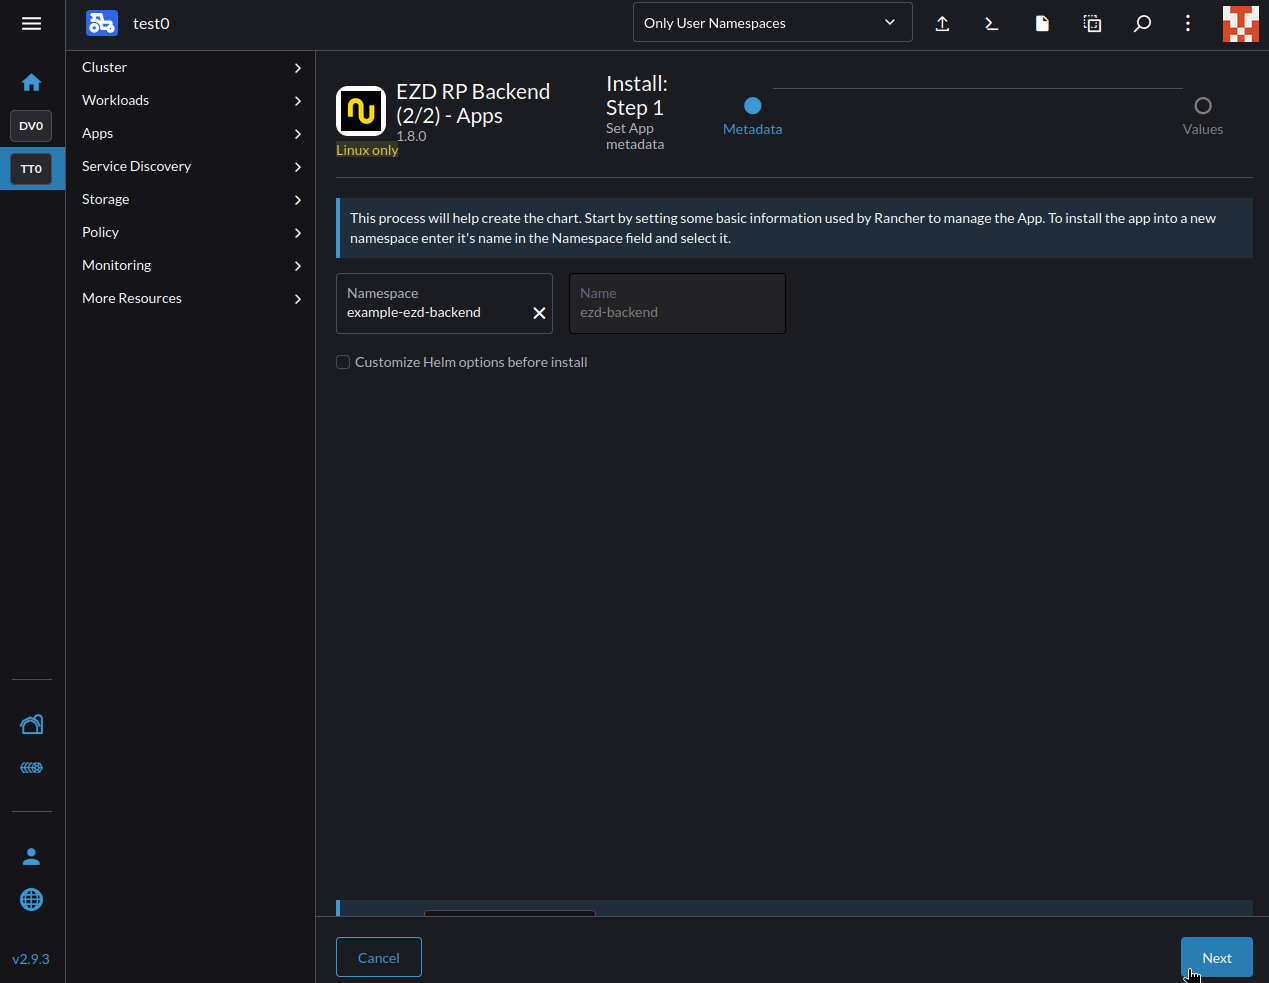 test0
Only User Namespaces
DV0
TT0
Cluster
Workloads
Apps
Service Discovery
Storage
Policy
Monitoring
More Resources
v2.9.3
EZD RP Backend
(2/2) - Apps
1.8.0
Linux only
Install:
Step 1
Set App
metadata
Metadata
Values
This process will help create the chart. Start by setting some basic information used by Rancher to manage the App. To install the app into a new
namespace enter it's name in the Namespace field and select it.
Namespace
example-ezd-backend
Name
ezd-backend
Customize Helm options before install
Cancel
Next